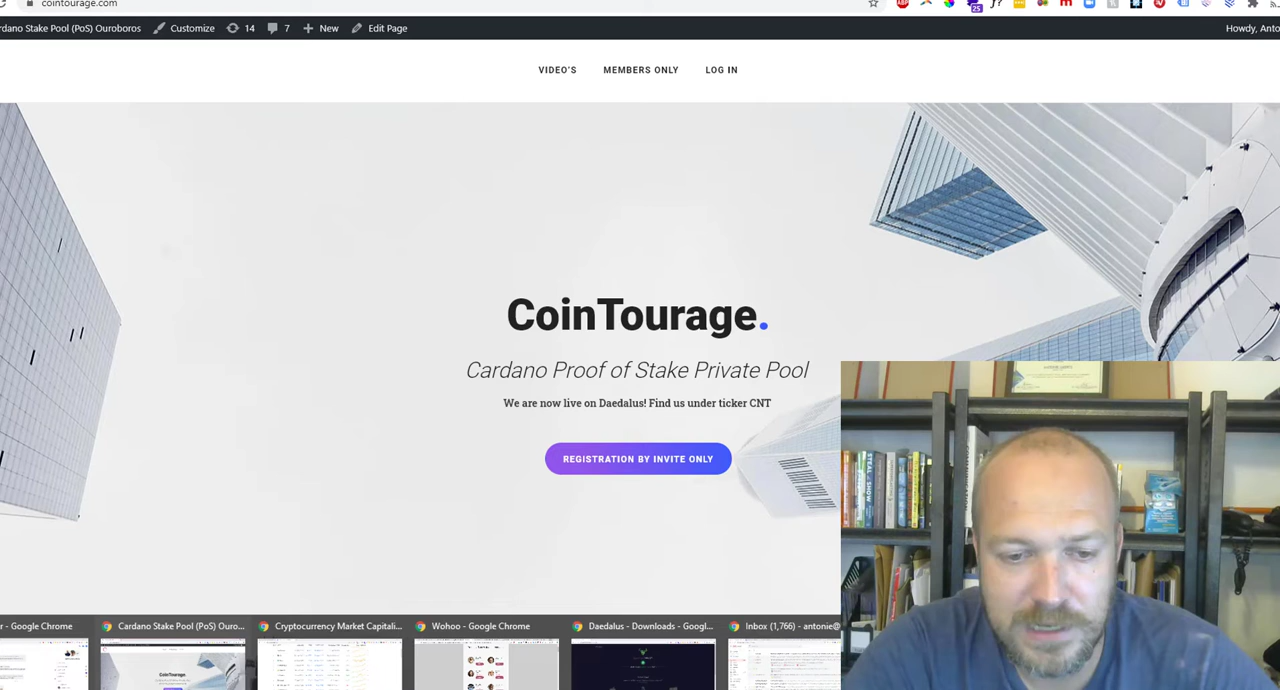 cointourage.com
25
rdano Stake Pool (PoS) Ouroboros Customize 14 7 New Edit Page Howdy, Anto
VIDEO'S MEMBERS ONLY LOG IN
CoinTourage.
Cardano Proof of Stake Private Pool
We are now live on Daedalus! Find us under ticker CNT
REGISTRATION BY INVITE ONLY
r - Google Chrome Cardano Stake Pool (PoS) Ouro... Cryptocurrency Market Capitali... Wohoo - Google Chrome Daedalus - Downloads - Googl... Inbox (1,766) - antonie@